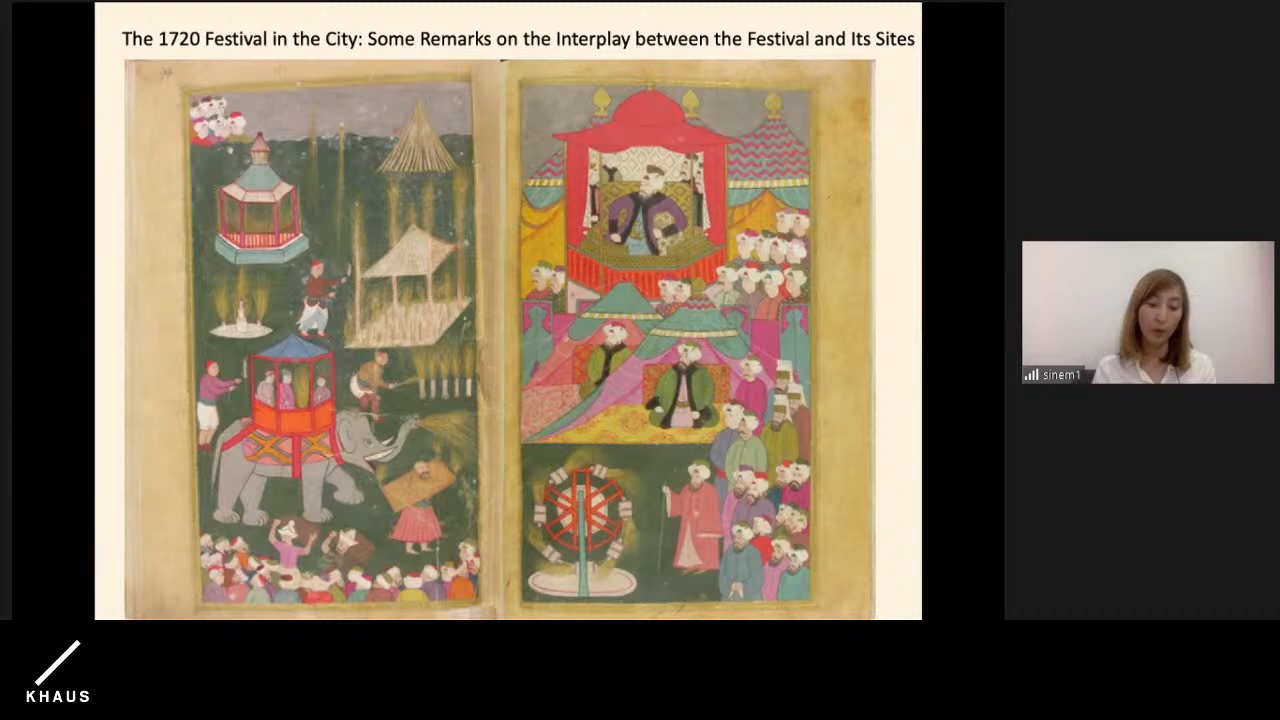 The 1720 Festival in the City: Some Remarks on the Interplay between the Festival and Its Sites
sinem1
KHAUS